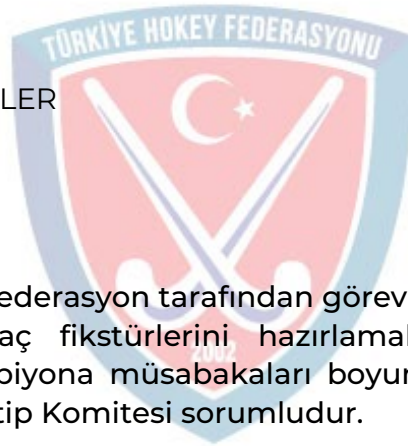 TÜRKİYE HOKEY FEDERASYONU
LER
ederasyon tarafından görev
aç fikstürlerini hazırlamal
2002
piyona müsabakaları boyun
tip Komitesi sorumludur.